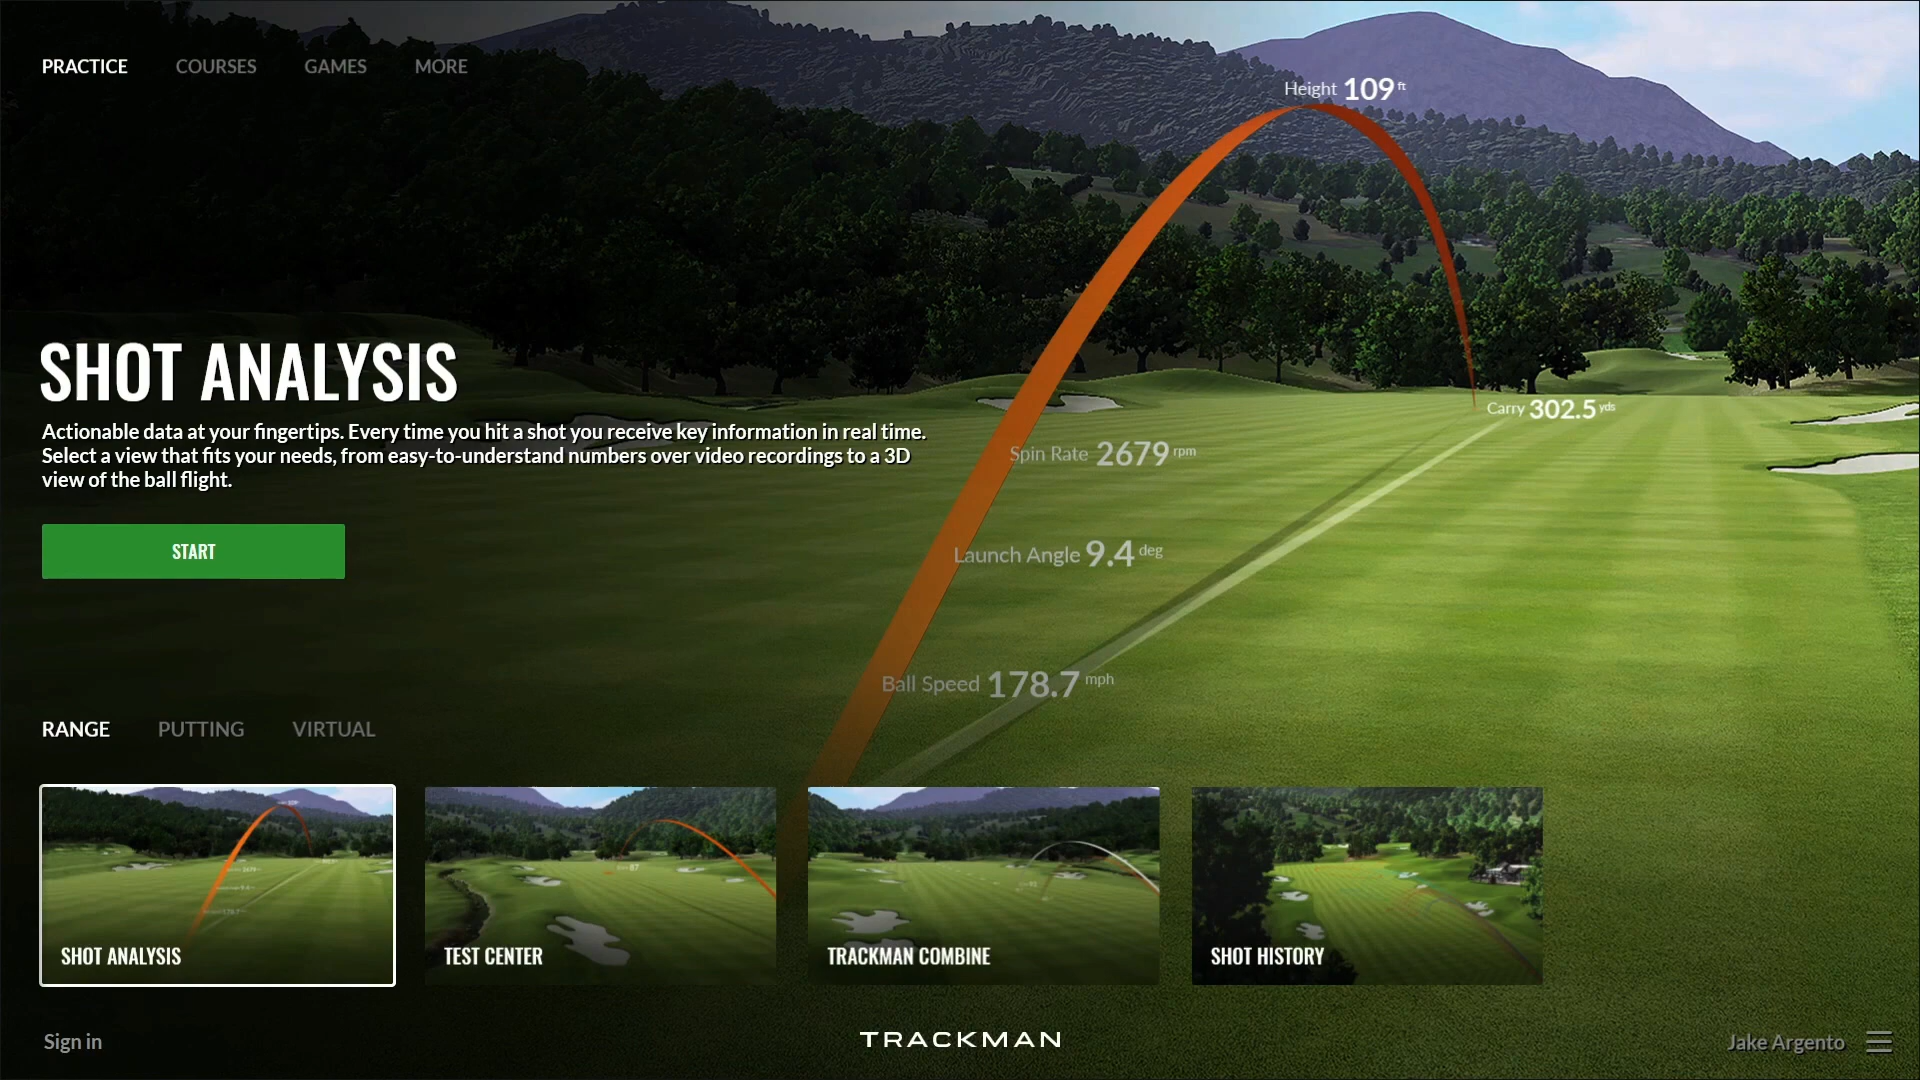 PRACTICE COURSES GAMES MORE
Height 109 ft
SHOT ANALYSIS
Carry 302.5 yds
Actionable data at your fingertips. Every time you hit a shot you receive key information in real time.
Select a view that fits your needs, from easy-to-understand numbers over video recordings to a 3D
view of the ball flight.
Spin Rate 2679 rpm
START
Launch Angle 9.4 deg
Ball Speed 178.7 mph
RANGE PUTTING VIRTUAL
SHOT ANALYSIS
TEST CENTER
TRACKMAN COMBINE
SHOT HISTORY
Sign in
TRACKMAN
Jake Argento